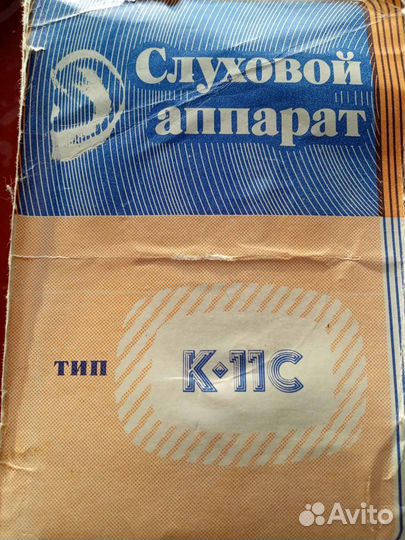 Слуховой
аппарат
тип
К·11С
Avito